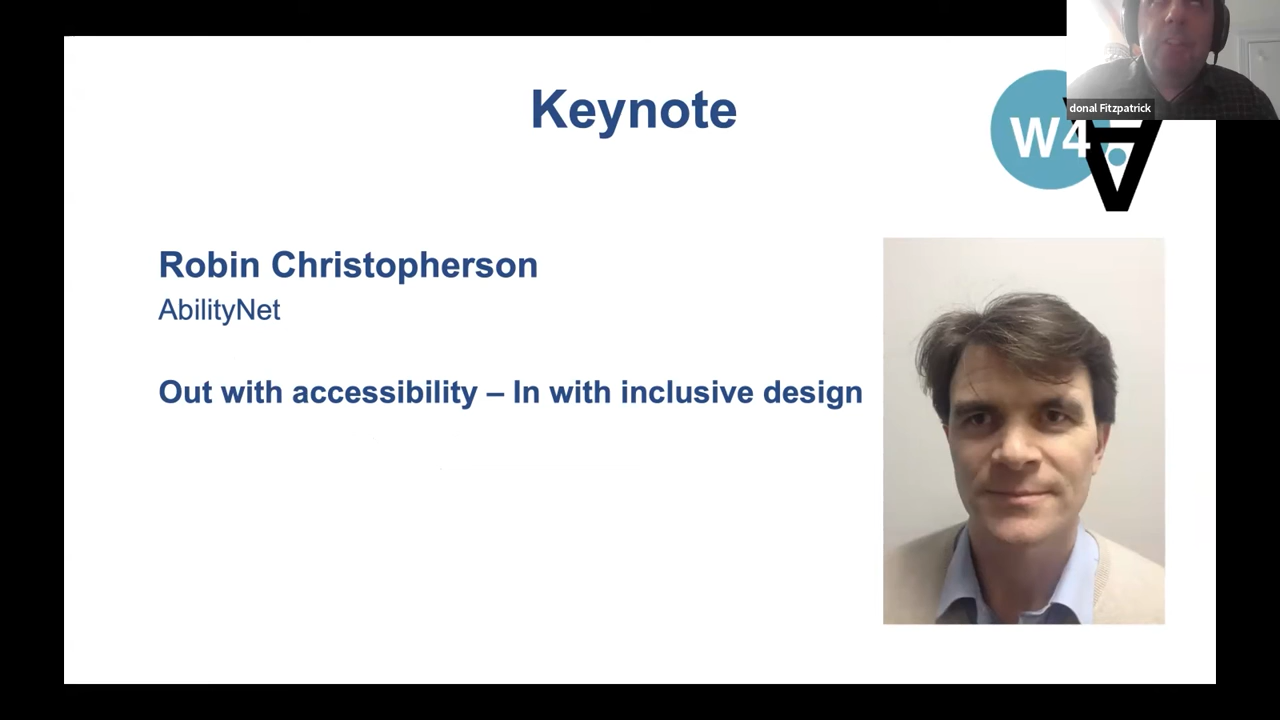 Keynote
donal Fitzpatrick
W4
Robin Christopherson
AbilityNet
Out with accessibility – In with inclusive design